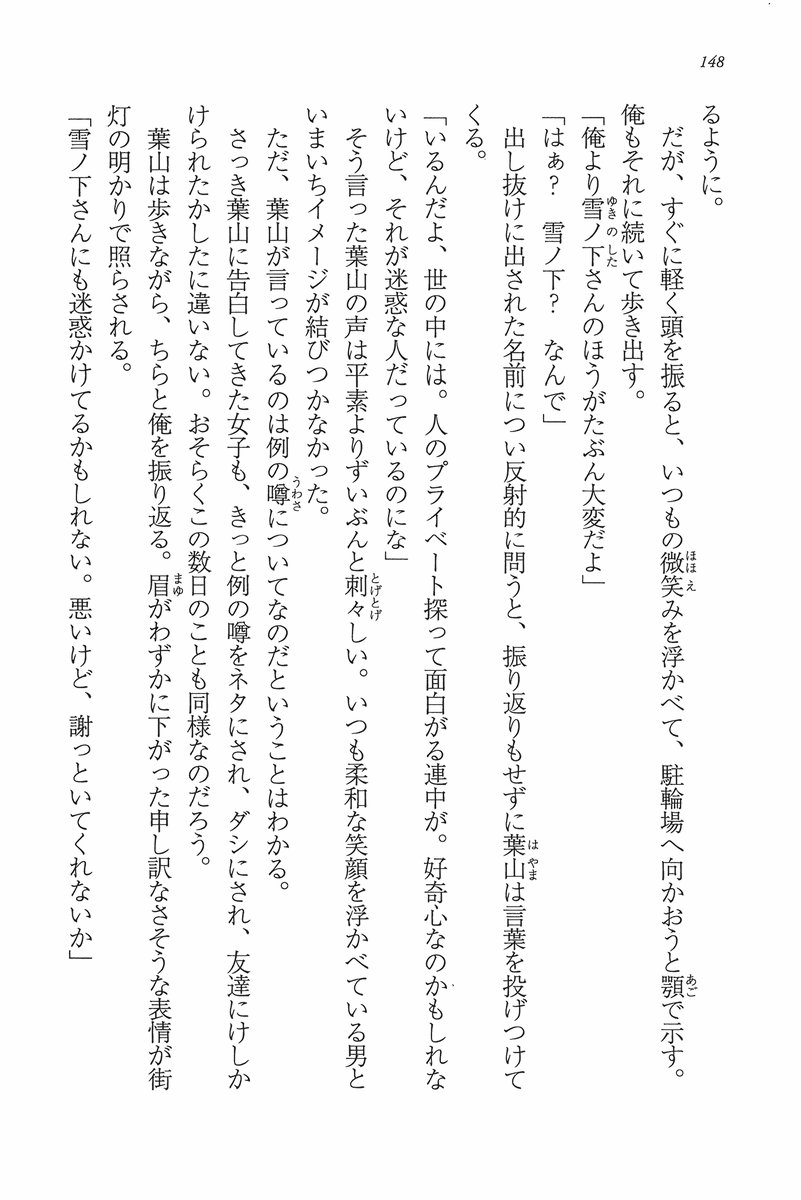 148
るように。
だが、すぐに軽く頭を振ると、いつもの微笑みを浮かべて、駐輪場へ向かおうと顎で示す。
俺もそれに続いて歩き出す。
「俺より雪ノ下さんのほうがたぶん大変だよ」
「はぁ？　雪ノ下？　なんで」
出し抜けに出された名前につい反射的に問うと、振り返りもせずに葉山は言葉を投げつけて
くる。
「いるんだよ、世の中には。人のプライベート探って面白がる連中が。好奇心なのかもしれな
いけど、それが迷惑な人だっているのにな」
そう言った葉山の声は平素よりずいぶんと刺々しい。いつも柔和な笑顔を浮かべている男と
いまいちイメージが結びつかなかった。
ただ、葉山が言っているのは例の噂についてなのだということはわかる。
さっき葉山に告白してきた女子も、きっと例の噂をネタにされ、ダシにされ、友達にけしか
けられたかしたに違いない。おそらくこの数日のことも同様なのだろう。
葉山は歩きながら、ちらと俺を振り返る。眉がわずかに下がった申し訳なさそうな表情が街
灯の明かりで照らされる。
「雪ノ下さんにも迷惑かけてるかもしれない。悪いけど、謝っといてくれないか」